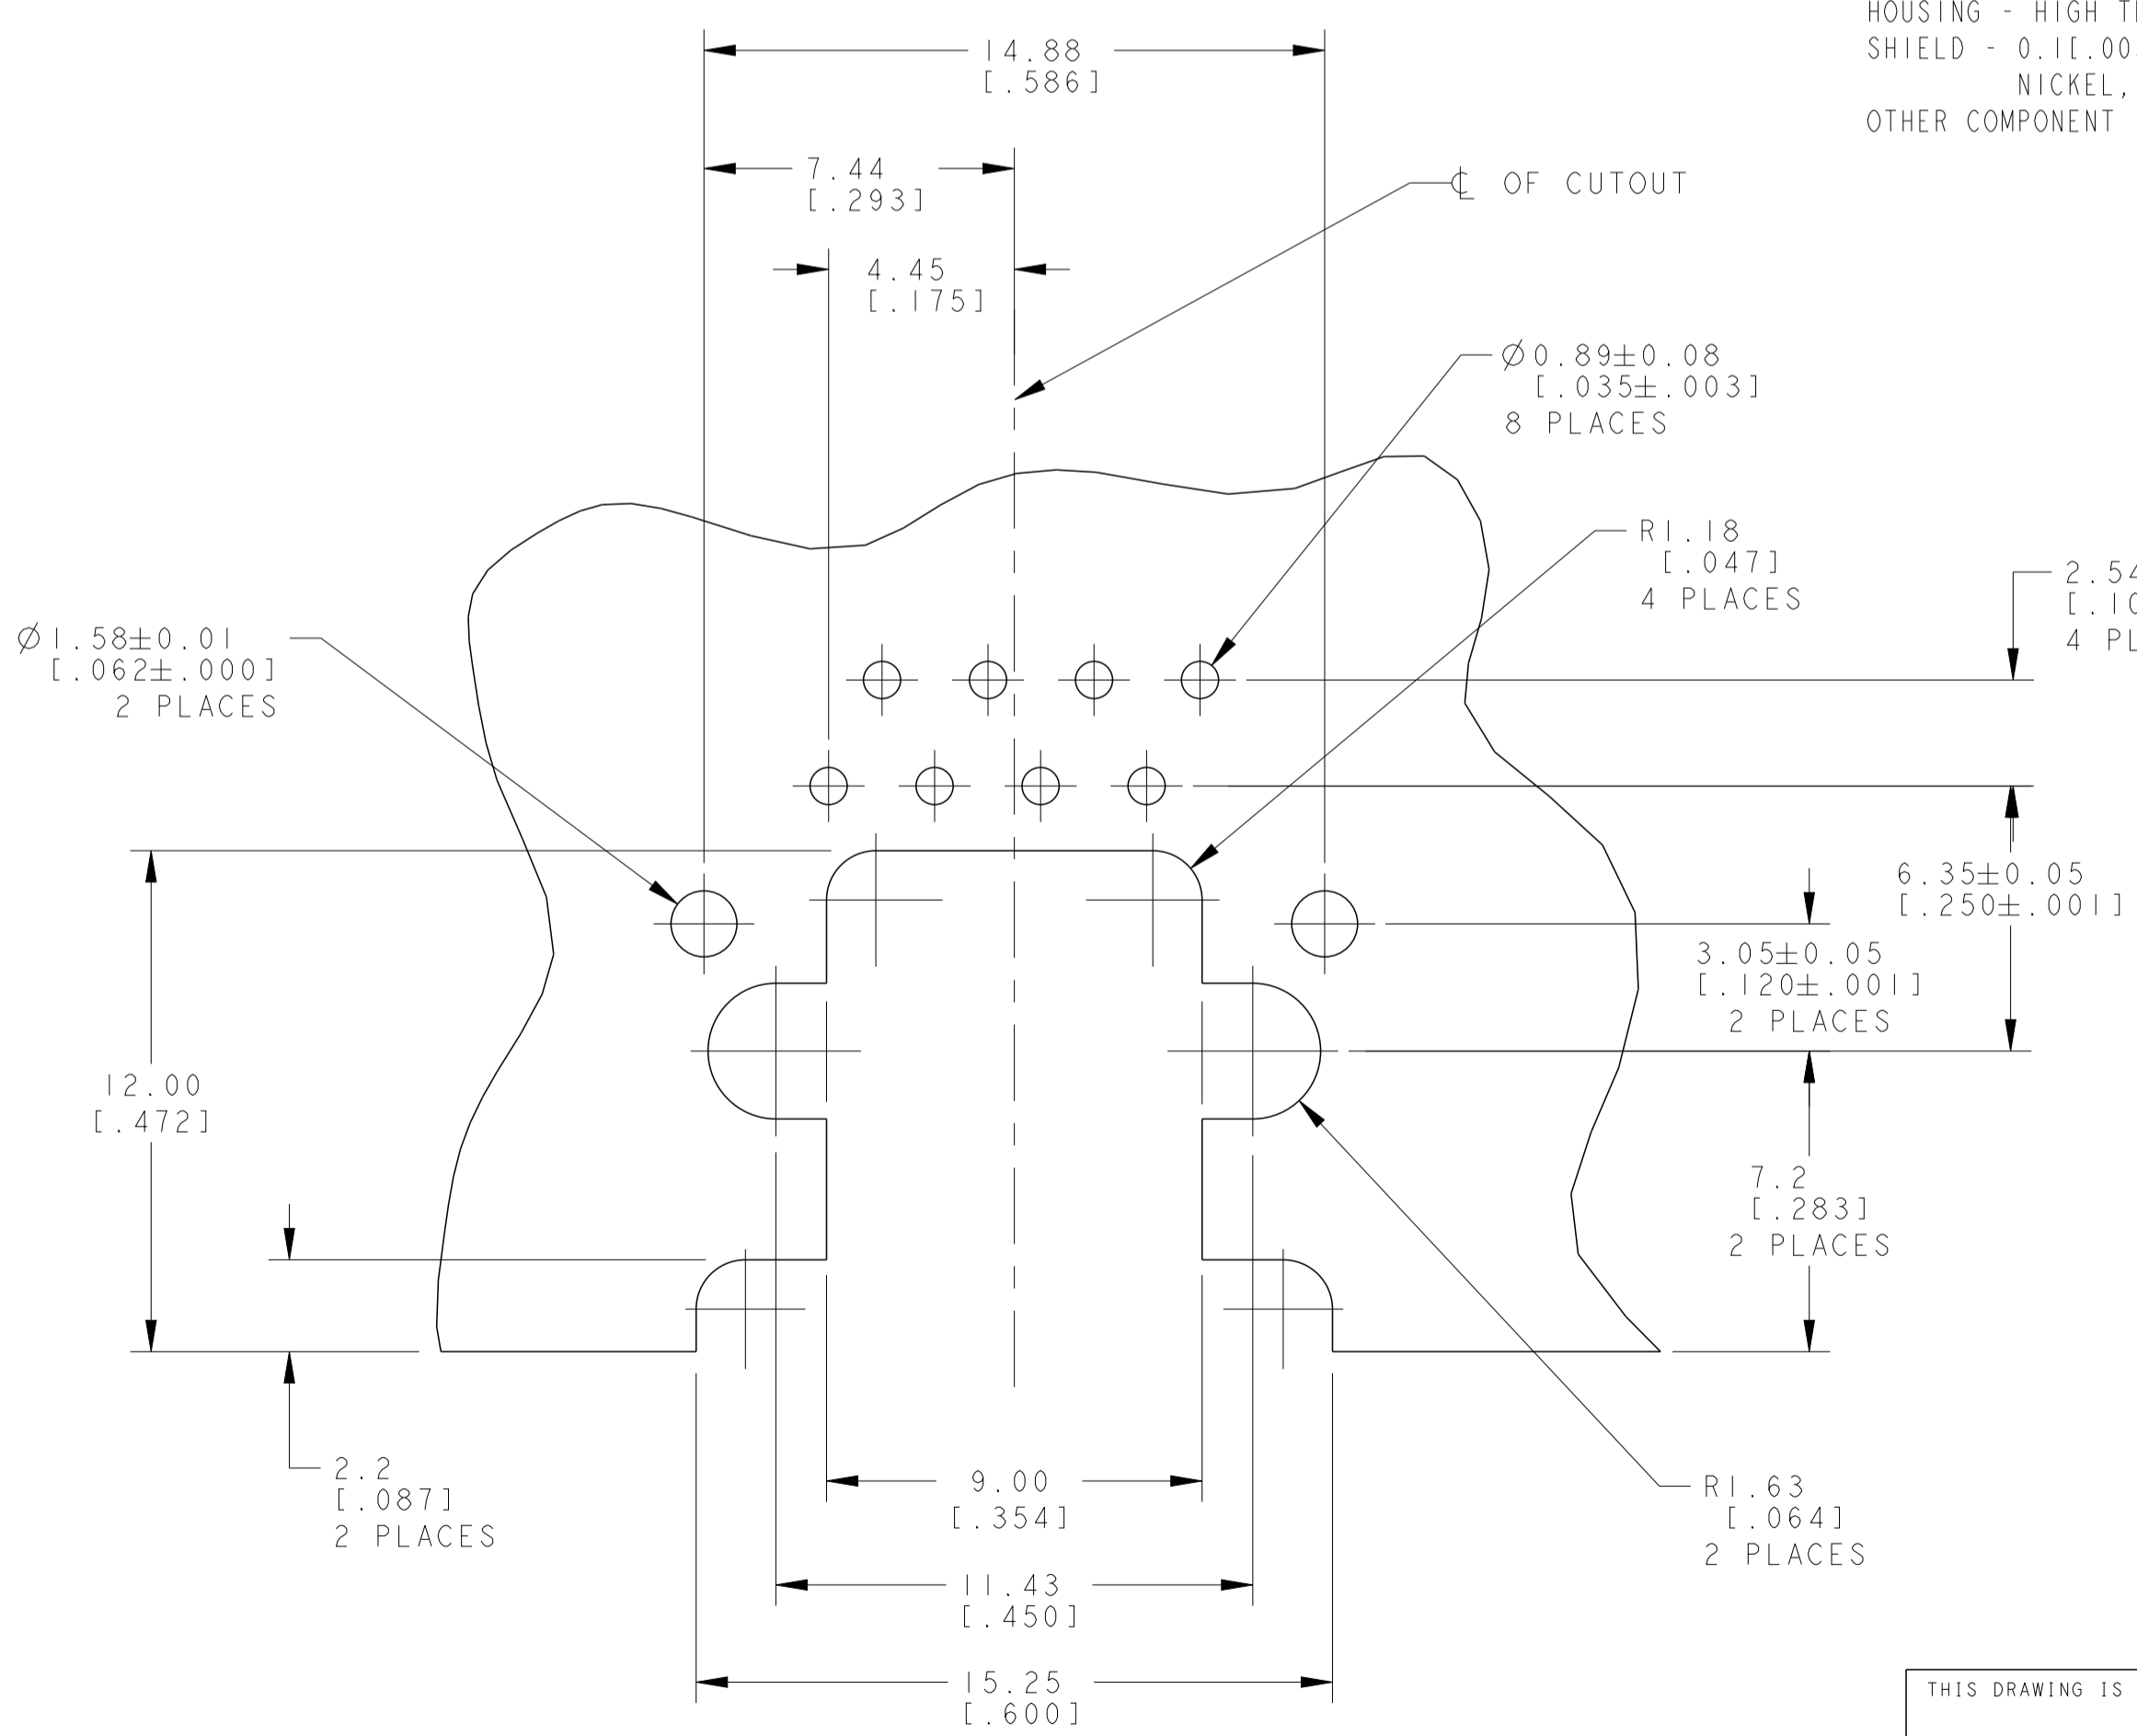 HOUSING - HIGH
SHIELD - 0.1[.00
NICKEL,
OTHER COMPONENT
14.88
[.586]
7.44
[.293]
℄ OF CUTOUT
4.45
[.175]
Ø0.89±0.08
[.035±.003]
8 PLACES
R1.18
[.047]
4 PLACES
2.54
[.10
4 PL
Ø1.58±0.01
[.062±.000]
2 PLACES
6.35±0.05
[.250±.001]
3.05±0.05
[.120±.001]
2 PLACES
12.00
[.472]
7.2
[.283]
2 PLACES
2.2
[.087]
2 PLACES
9.00
[.354]
R1.63
[.064]
2 PLACES
11.43
[.450]
15.25
[.600]
THIS DRAWING IS